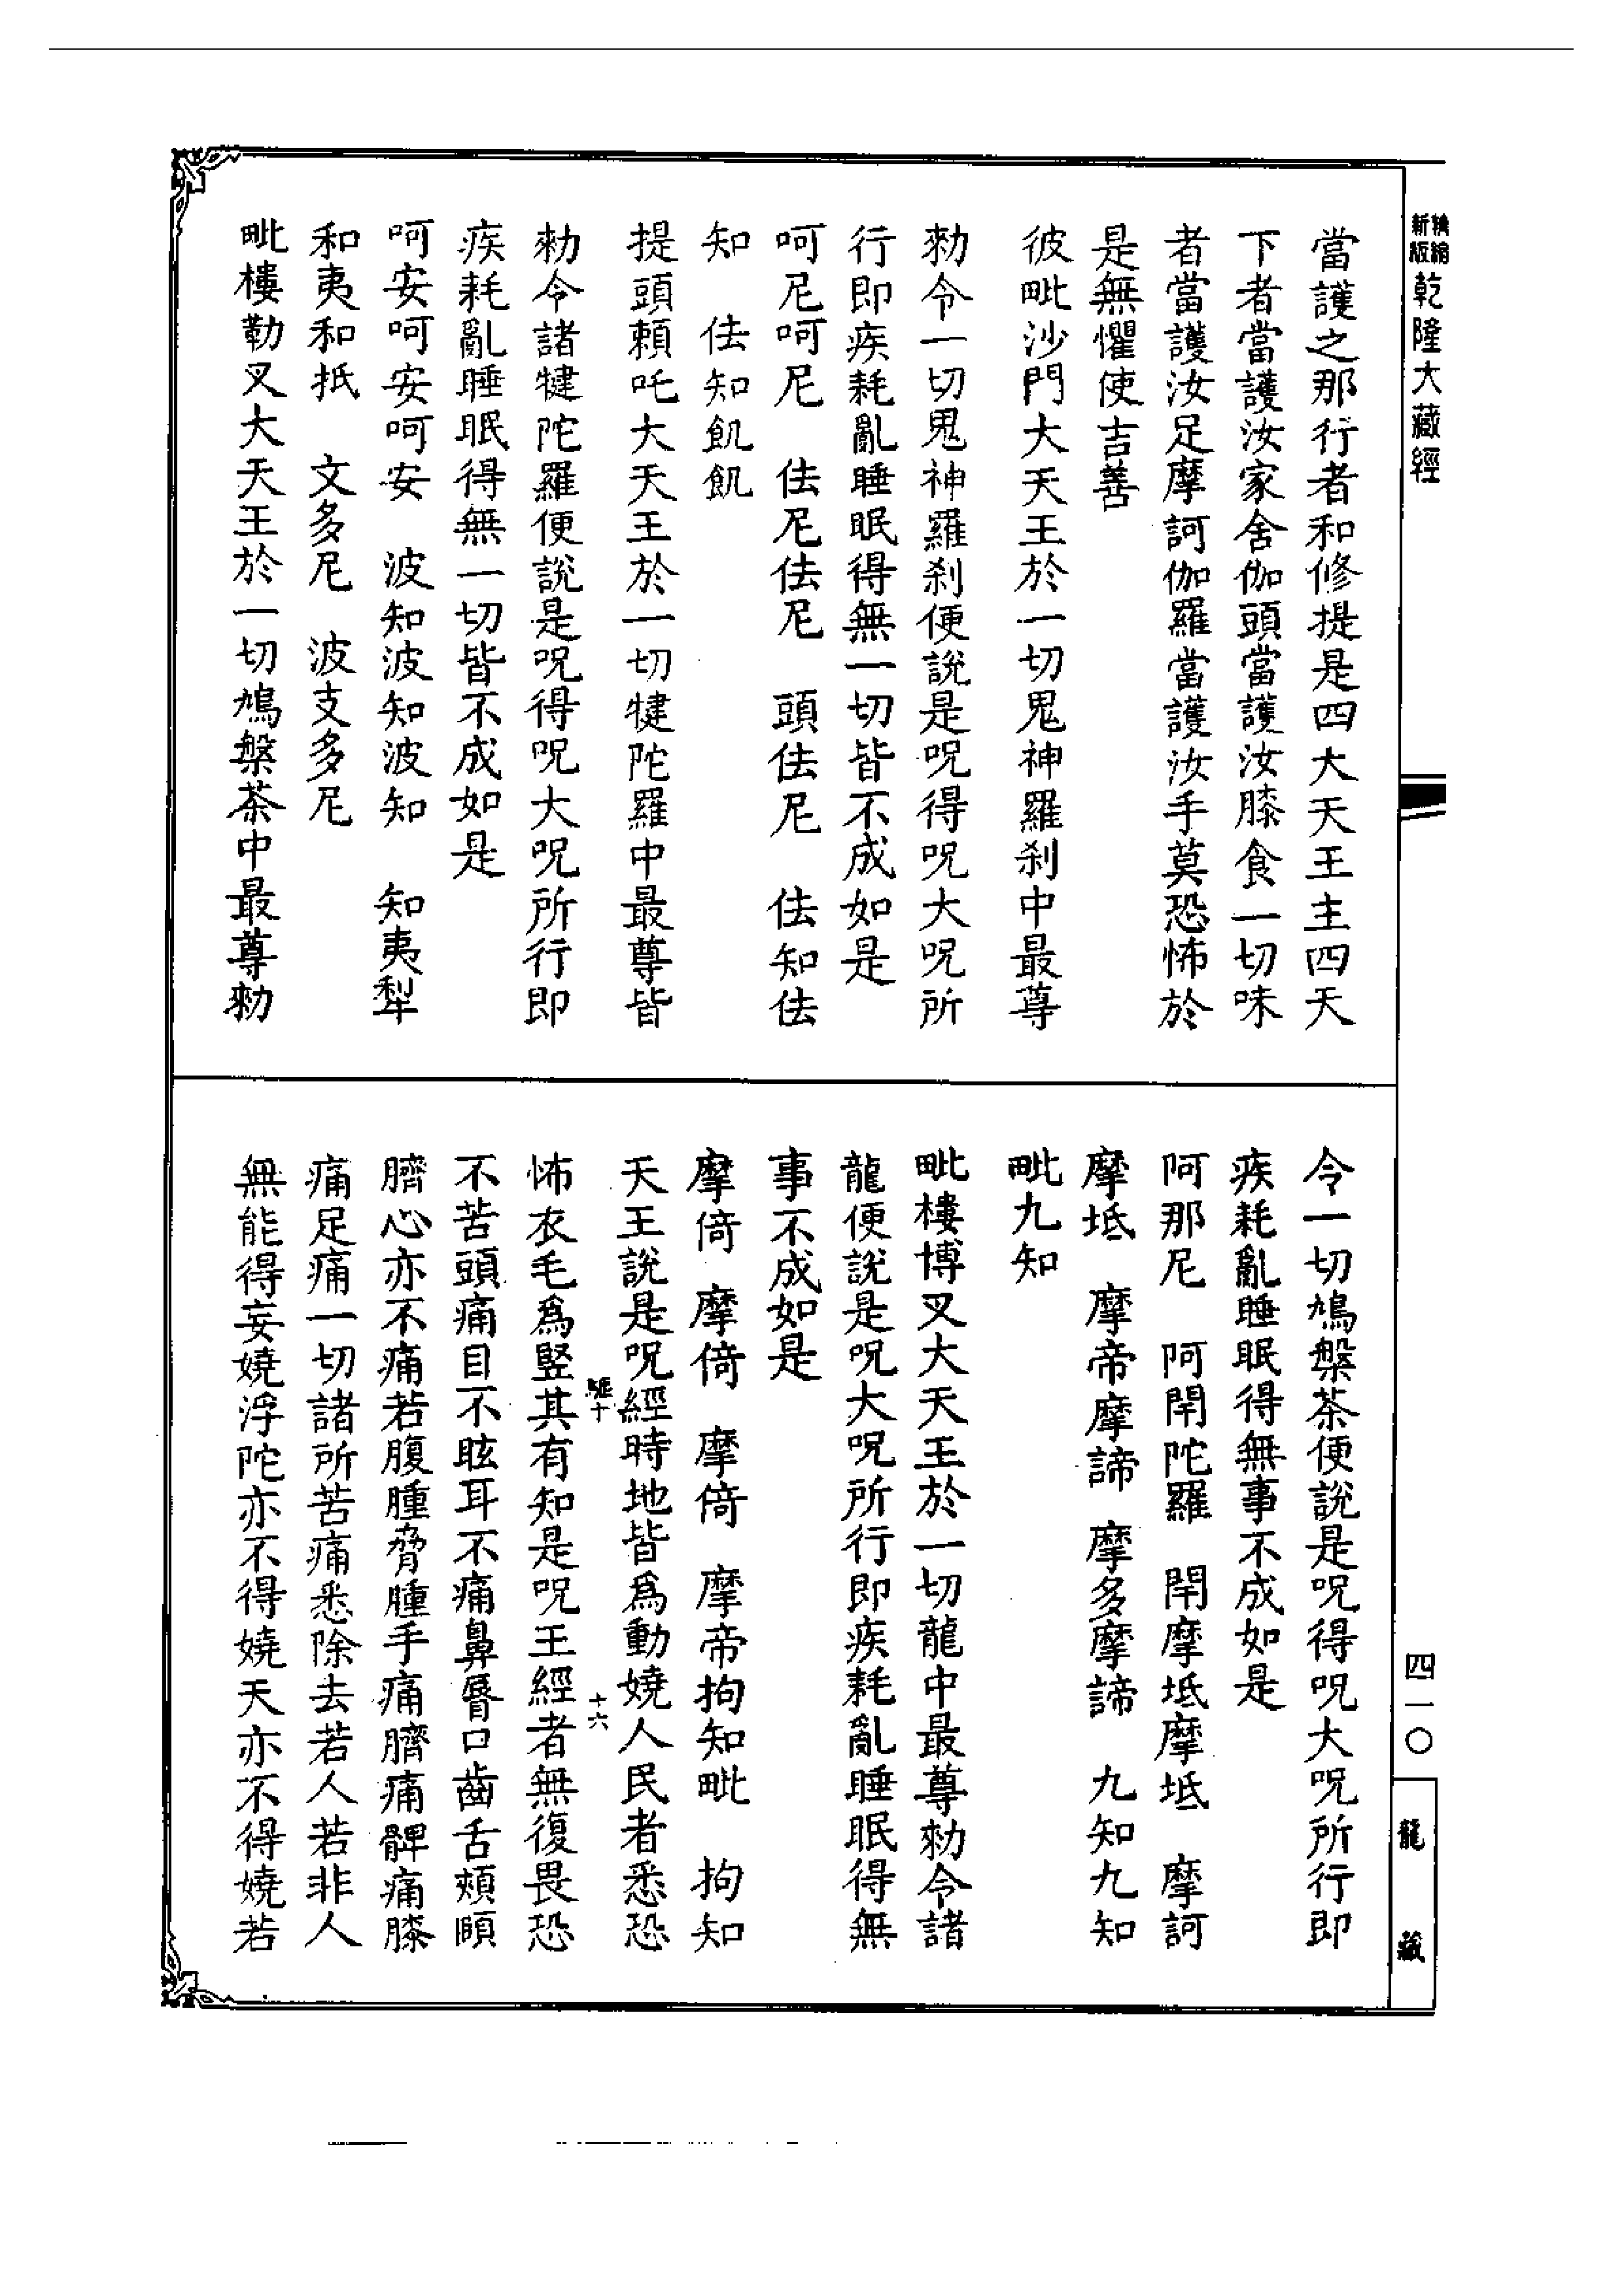 精縮新版乾隆大藏經
當護之那行者和修提是四大天王主四天
下者當護汝家舍伽頭當護汝膝食一切味
者當護汝足摩訶伽羅當護汝手莫恐怖於
是無懼使吉善
彼毗沙門大天王於一切鬼神羅剎中最尊
勑令一切鬼神羅剎便說是呪得呪大呪所
行即疾耗亂睡眠得無一切皆不成如是
呵尼呵尼　佉尼佉尼　頭佉尼　佉知佉
知　佉知飢飢
提頭賴吒大天王於一切犍陀羅中最尊皆
勑令諸犍陀羅便說是呪得呪大呪所行即
疾耗亂睡眠得無一切皆不成如是
呵安呵安呵安　波知波知波知　知夷犁
和夷和抵　文多尼　波支多尼
毗樓勒叉大天王於一切鳩槃茶中最尊勑
令一切鳩槃茶便說是呪得呪大呪所行即
疾耗亂睡眠得無事不成如是
阿那尼　阿閈陀羅　閈摩坻摩坻　摩訶
摩坻　摩帝摩諦　摩多摩諦　九知九知
毗九知
毗樓博叉大天王於一切龍中最尊勑令諸
龍便說是呪大呪所行即疾耗亂睡眠得無
事不成如是
摩倚　摩倚　摩倚　摩帝拘知毗　拘知
天王說是呪經時地皆爲動嬈人民者悉恐
十六
怖衣毛爲竪其有知是呪王經者無復畏恐
不苦頭痛目不眩耳不痛鼻脣口齒舌頰頤
臍心亦不痛若腹腫脅腫手痛臍痛髀痛膝
痛足痛一切諸所苦痛悉除去若人若非人
無能得妄嬈浮陀亦不得嬈天亦不得嬈若
四一〇
龍藏